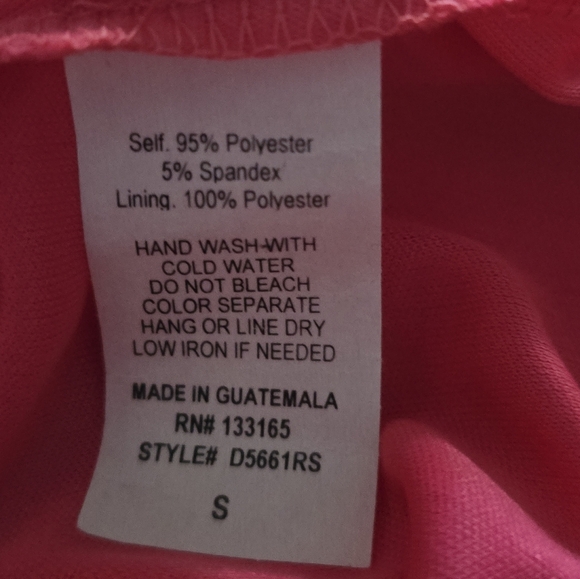 Self. 95% Polyester
5% Spandex
Lining. 100% Polyester
HAND WASH-WITH
COLD WATER
DO NOT BLEACH
COLOR SEPARATE
HANG OR LINE DRY
LOW IRON IF NEEDED
MADE IN GUATEMALA
RN# 133165
STYLE# D5661RS
S